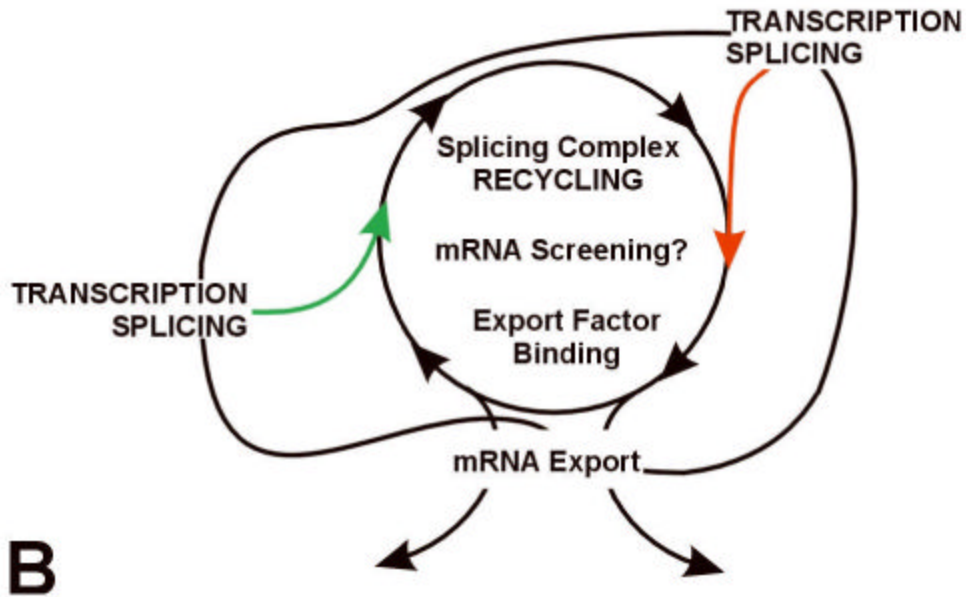 TRANSCRIPTION
SPLICING
Splicing Complex
RECYCLING
mRNA Screening?
TRANSCRIPTION
SPLICING
Export Factor
Binding
mRNA Export
B